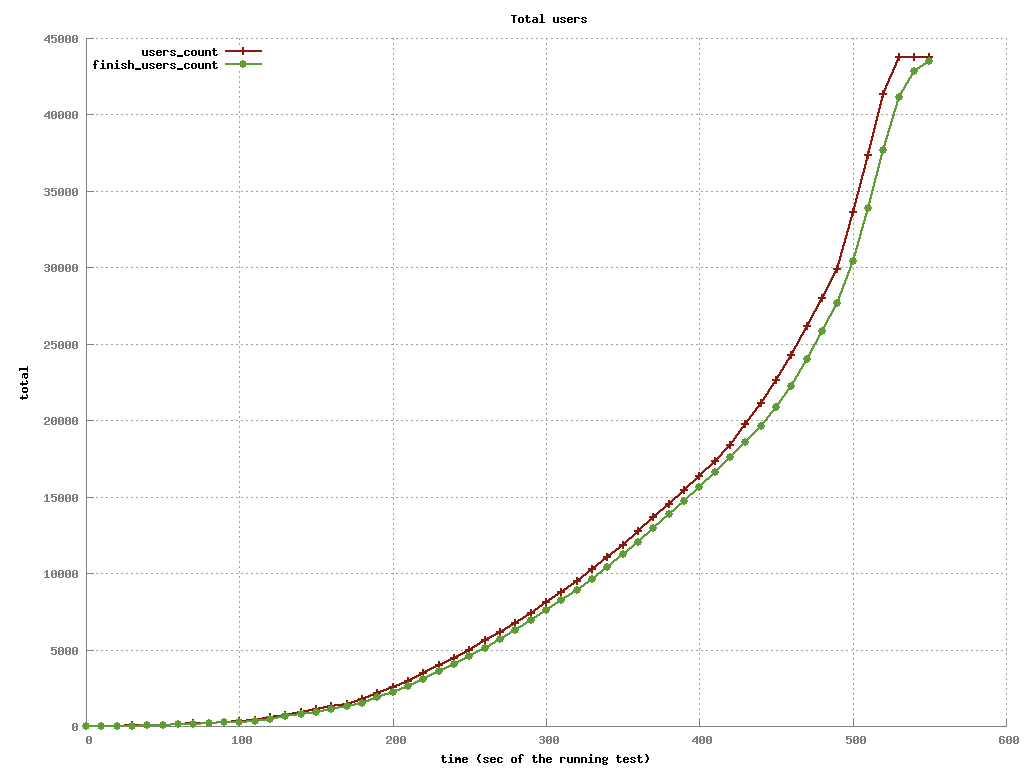 Total users
users_count
finish_users_count
45000
40000
35000
30000
25000
20000
15000
10000
5000
0
total
0 100 200 300 400 500 600
time (sec of the running test)